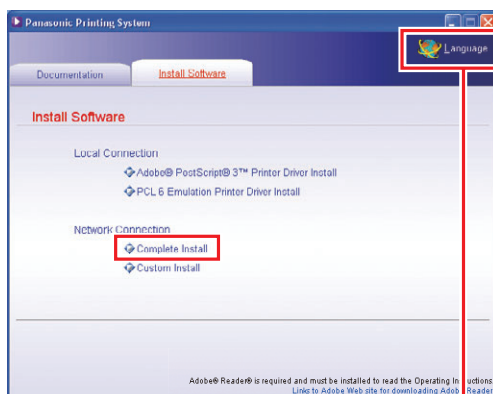 Panasonic Printing System
Language
Documentation
Install Software
Install Software
Local Connection
Adobe® PostScript® 3™ Printer Driver Install
PCL 6 Emulation Printer Driver Install
Network Connection
Complete Install
Custom Install
Adobe® Reader® is required and must be installed to read the Operating In uctions
Links to Adobe Web site for downloading Adob Reader